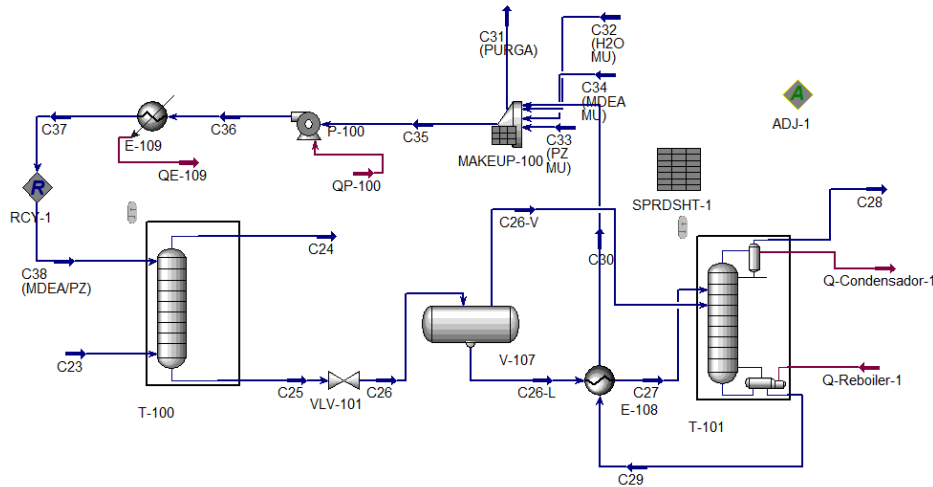 C31
(PURGA)
C32
(H2O
MU)
C34
(MDEA
MU)
A
ADJ-1
C37
E-109
C36
P-100
C35
MAKEUP-100
C33
(PZ
MU)
QE-109
QP-100
R
RCY-1
SPRDSHT-1
C28
C24
C26-V
C30
C38
(MDEA/PZ)
Q-Condensador-1
V-107
C23
C25
VLV-101
C26
C26-L
E-108
C27
Q-Reboiler-1
T-100
T-101
C29